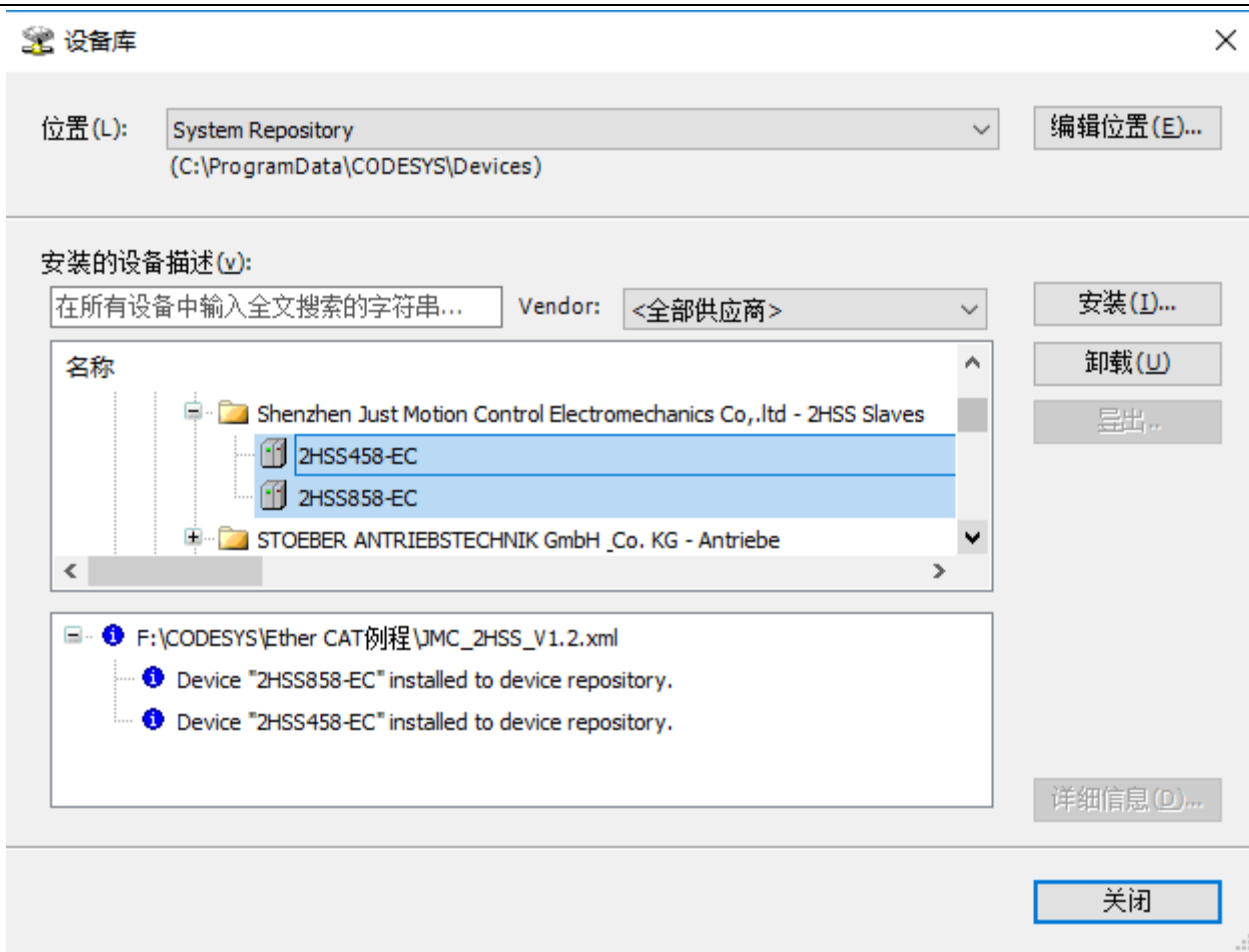 设备库
位置(L):
System Repository
编辑位置(E)...
(C:\ProgramData\CODESYS\Devices)
安装的设备描述(v):
在所有设备中输入全文搜索的字符串...
Vendor:
<全部供应商>
安装(I)...
名称
卸载(U)
Shenzhen Just Motion Control Electromechanics Co,.ltd - 2HSS Slaves
导出..
2HSS458-EC
2HSS858-EC
STOEBER ANTRIEBSTECHNIK GmbH _Co. KG - Antriebe
F:\CODESYS\Ether CAT例程\JMC_2HSS_V1.2.xml
Device "2HSS858-EC" installed to device repository.
Device "2HSS458-EC" installed to device repository.
详细信息(D)...
关闭